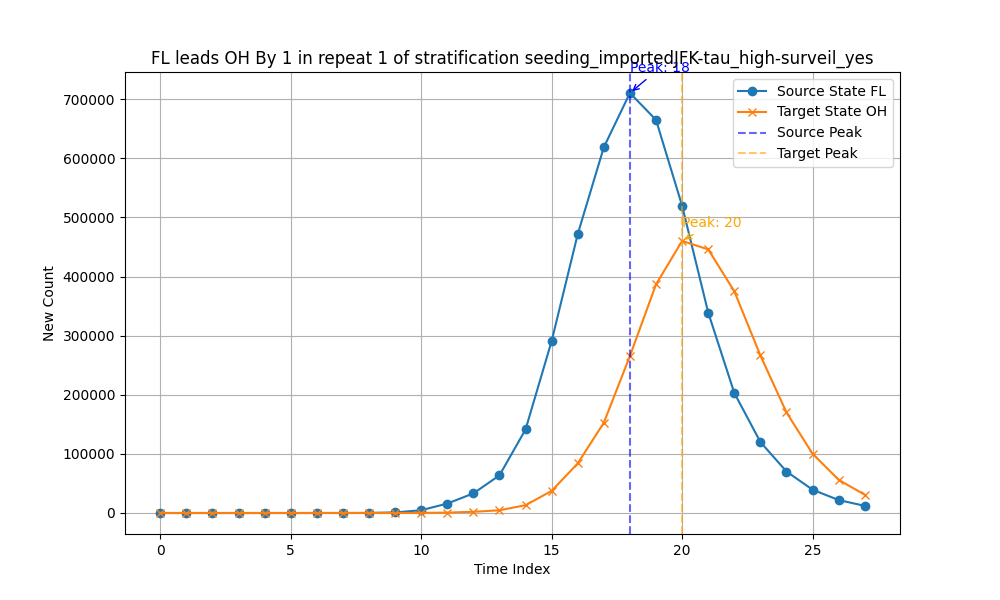 FL leads OH By 1 in repeat 1 of stratification seeding_importedJFK-tau_high-surveil_yes
Peak: 18
Source State FL
Target State OH
Source Peak
Target Peak
Peak: 20
New Count
700000
600000
500000
400000
300000
200000
100000
0
0 5 10 15 20 25
Time Index